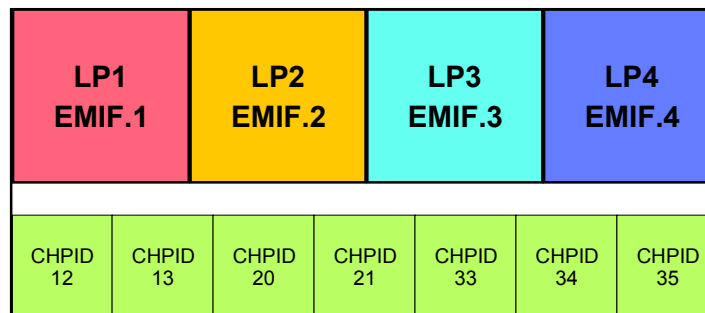 LP1
EMIF.1
LP2
EMIF.2
LP3
EMIF.3
LP4
EMIF.4
CHPID
12
CHPID
13
CHPID
20
CHPID
21
CHPID
33
CHPID
34
CHPID
35